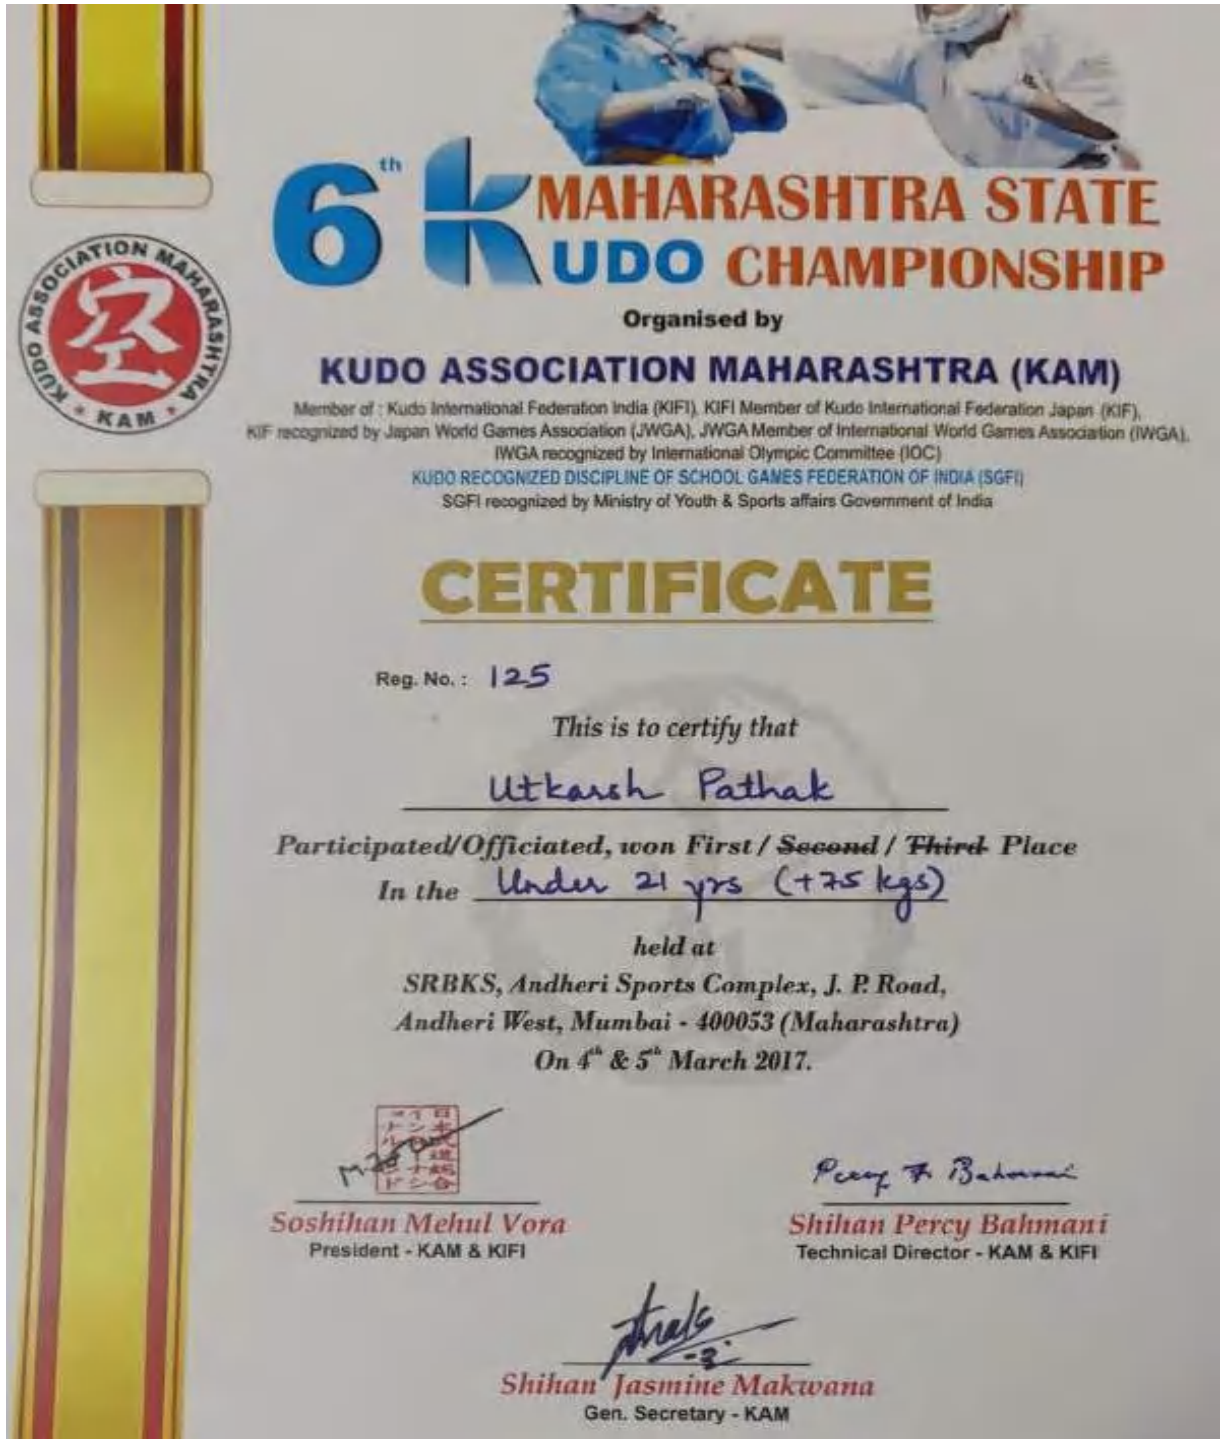 6th K MAHARASHTRA STATE
KUDO CHAMPIONSHIP
Organised by
KUDO ASSOCIATION MAHARASHTRA (KAM)
Member of : Kudo International Federation India (KIFI), KIFI Member of Kudo International Federation Japan (KIF),
KIF recognized by Japan World Games Association (JWGA), JWGA Member of International World Games Association (IWGA),
IWGA recognized by International Olympic Committee (IOC)
KUDO RECOGNIZED DISCIPLINE OF SCHOOL GAMES FEDERATION OF INDIA (SGFI)
SGFI recognized by Ministry of Youth & Sports affairs Government of India
KUDO ASSOCIATION MAHARASHTRA
空
* KAM *
CERTIFICATE
Reg. No. : 125
This is to certify that
Utkarsh Pathak
Participated/Officiated, won First / Second / Third Place
In the Under 21 yrs (+75 kgs)
held at
SRBKS, Andheri Sports Complex, J. P. Road,
Andheri West, Mumbai - 400053 (Maharashtra)
On 4th & 5th March 2017.
Soshihan Mehul Vora
President - KAM & KIFI
Percy F. Bahmani
Shihan Percy Bahmani
Technical Director - KAM & KIFI
Shihan Jasmine Makwana
Gen. Secretary - KAM